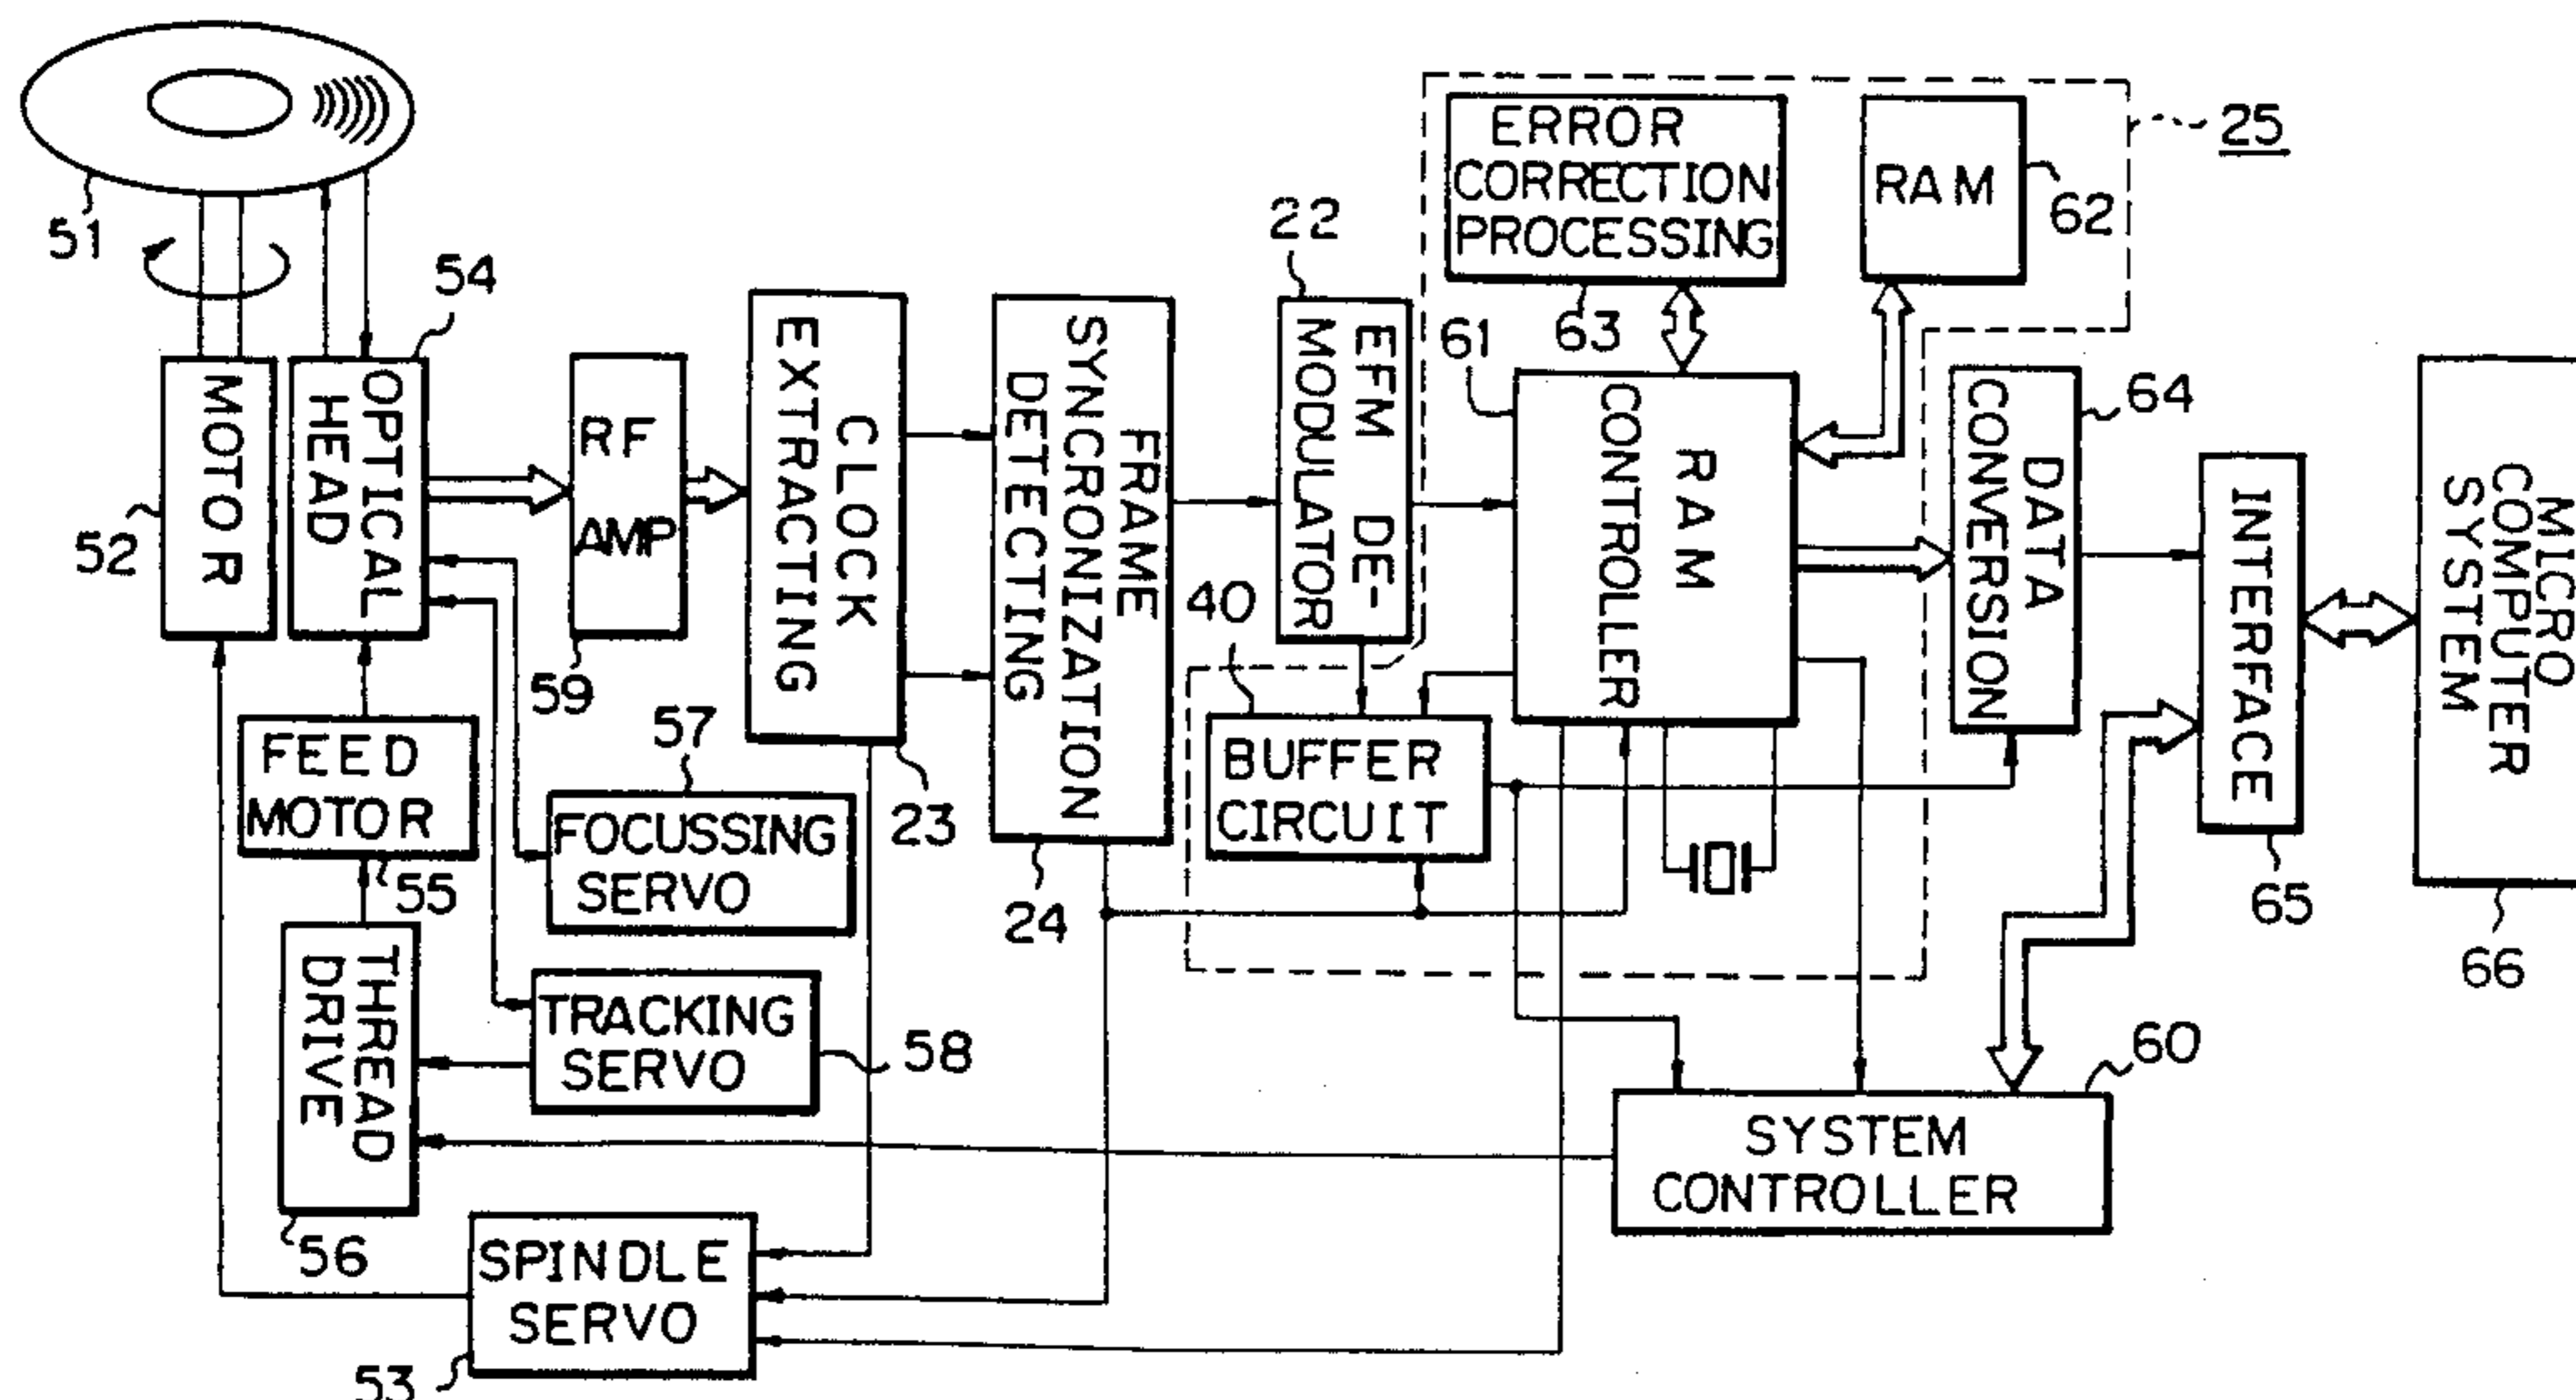 51
MOTOR
52
OPTICAL
HEAD
54
RF
AMP
59
CLOCK
EXTRACTING
23
FRAME
SYNCRONIZATION
DETECTING
24
EFM DE-
MODULATOR
22
ERROR
CORRECTION
PROCESSING
63
RAM
62
25
RAM
CONTROLLER
61
DATA
CONVERSION
64
INTERFACE
65
MICRO
COMPUTER
SYSTEM
66
40
BUFFER
CIRCUIT
FEED
MOTOR
55
57
FOCUSSING
SERVO
THREAD
DRIVE
56
TRACKING
SERVO
58
SPINDLE
SERVO
53
60
SYSTEM
CONTROLLER